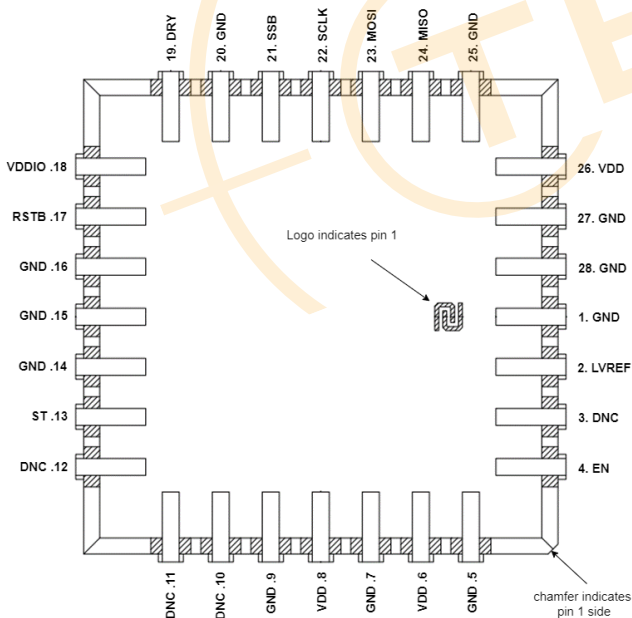 19. DRY
20. GND
21. SSB
22. SCLK
23. MOSI
24. MISO
25. GND
VDDIO .18
26. VDD
RSTB .17
27. GND
Logo indicates pin 1
GND .16
28. GND
GND .15
1. GND
GND .14
2. LVREF
ST .13
3. DNC
DNC .12
4. EN
DNC .11
DNC .10
GND .9
VDD .8
GND .7
VDD .6
GND .5
chamfer indicates
pin 1 side